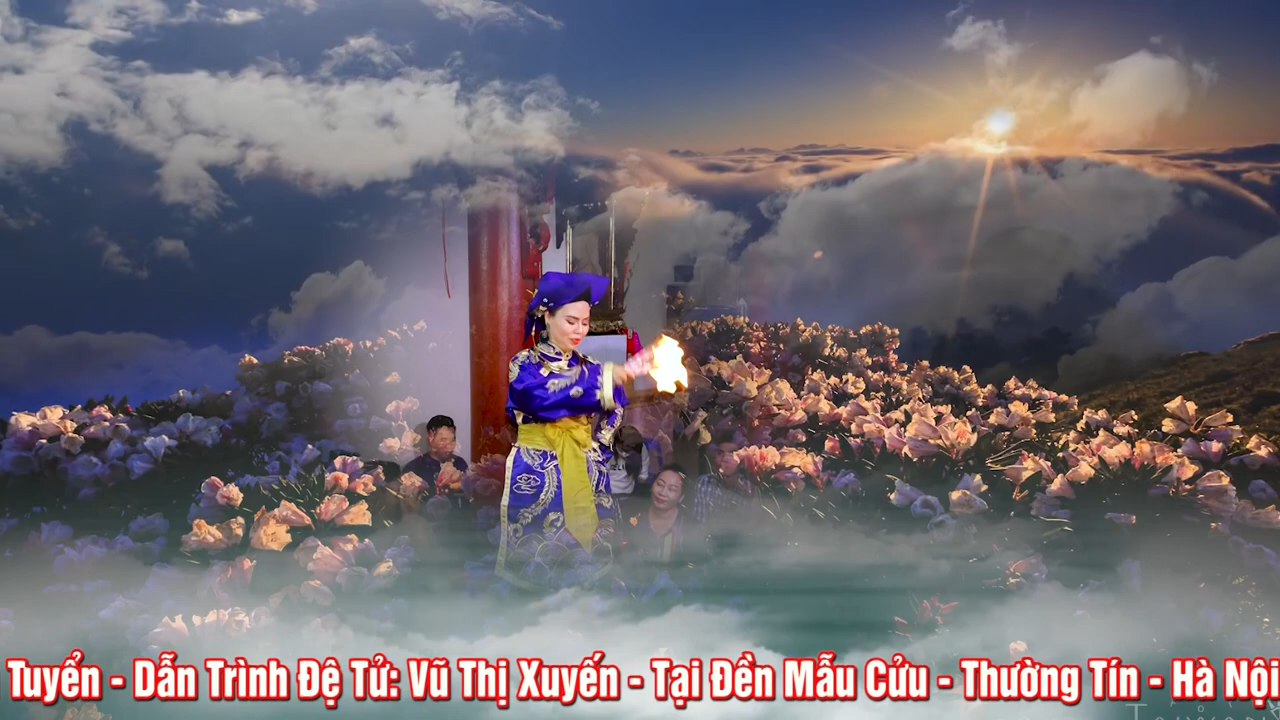 Tuyển - Dẫn Trình Đệ Tử: Vũ Thị Xuyến - Tại Đền Mẫu Cửu - Thường Tín - Hà Nội